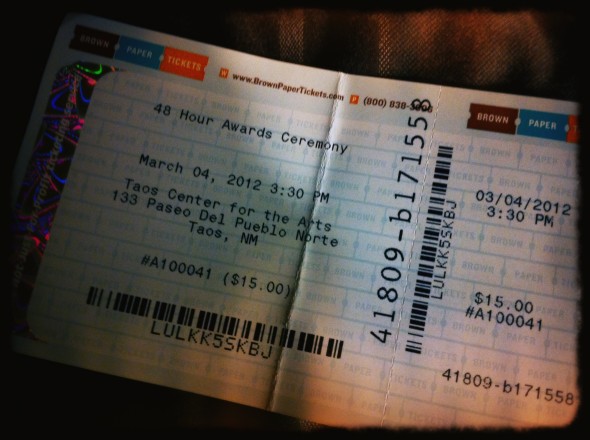 BROWN PAPER TICKETS
www.BrownPaperTickets.com
(800) 838-
48 Hour Awards Ceremony
March 04, 2012 3:30 PM
Taos Center for the Arts
133 Paseo Del Pueblo Norte
Taos, NM
#A100041 ($15.00)
LULKK5SKBJ
41809-b171558
LULKK5SKBJ
BROWN PAPER
03/04/2012
3:30 PM
$15.00
#A100041
41809-b171558